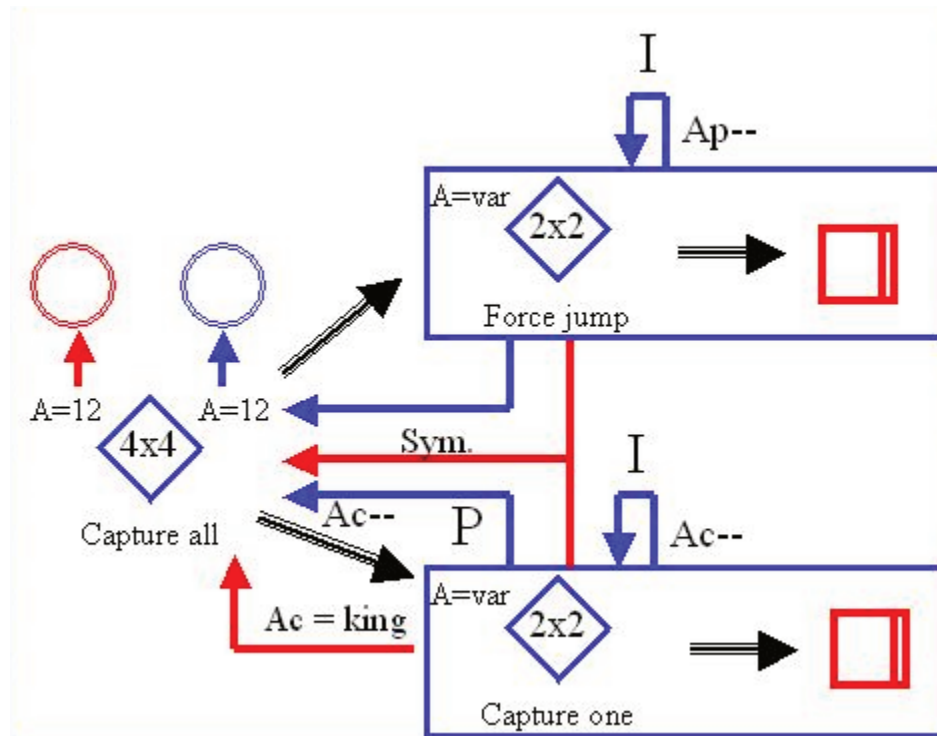 I
Ap--
A=var
2x2
Force jump
A=12
A=12
4x4
Capture all
Sym.
I
Ac--
P
Ac--
A=var
2x2
Ac = king
Capture one